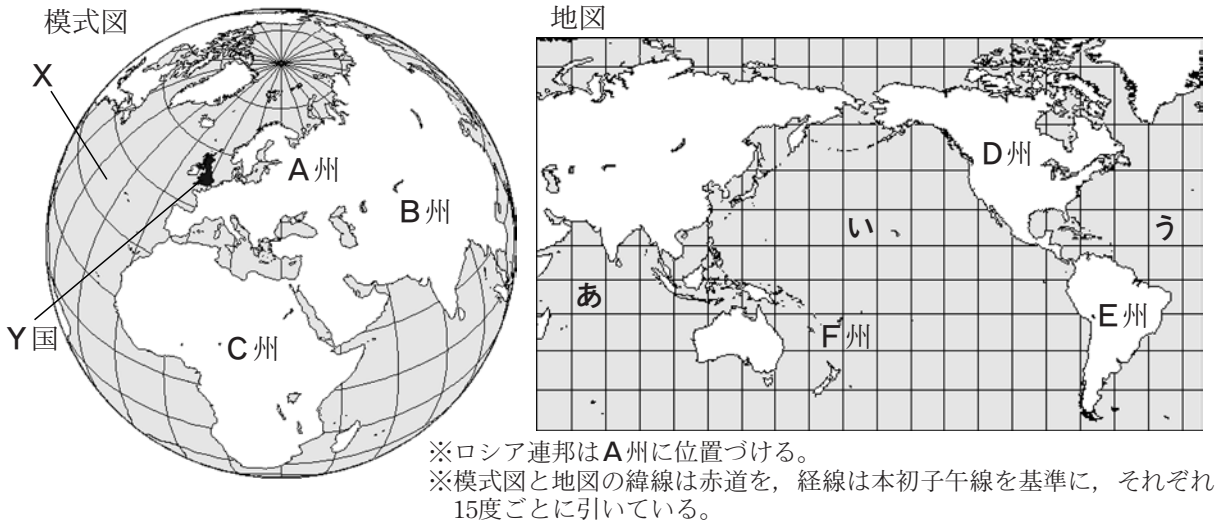 模式図
X
A州
B州
Y国
C州
地図
D州
い
う
あ
E州
F州
※ロシア連邦はA州に位置づける。
※模式図と地図の緯線は赤道を，経線は本初子午線を基準に，それぞれ
15度ごとに引いている。